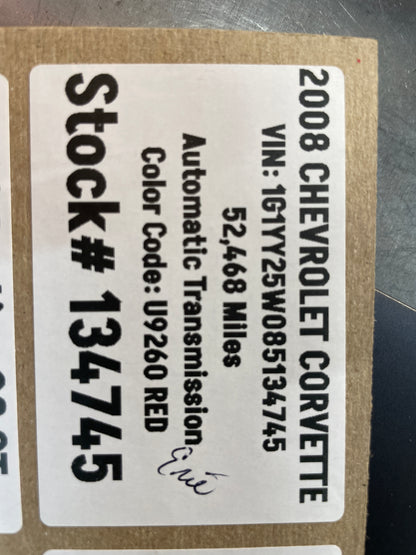 2008 CHEVROLET CORVETTE
VIN: 1G1YY25W085134745
52,468 Miles
Automatic Transmission
Color Code: U9260 RED
Stock# 134745